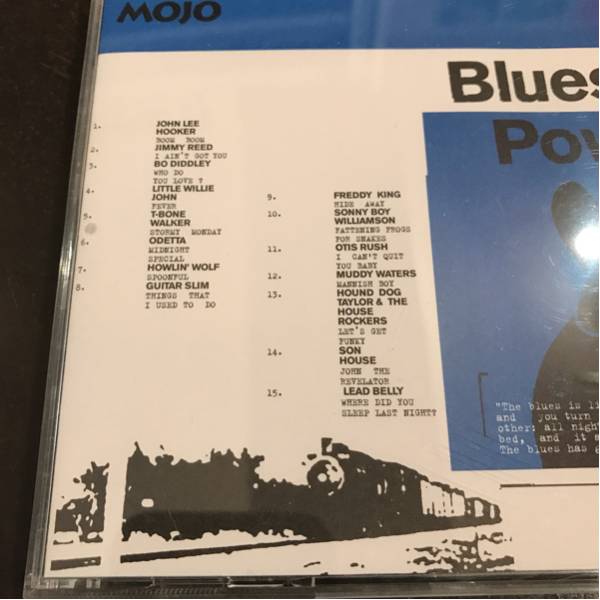 MOJO
Blues
Pow
1. JOHN LEE
HOOKER
BOOM BOOM
2. JIMMY REED
I AIN'T GOT YOU
3. BO DIDDLEY
WHO DO
YOU LOVE ?
4. LITTLE WILLIE
JOHN
FEVER
5. T-BONE
WALKER
STORMY MONDAY
6. ODETTA
MIDNIGHT
SPECIAL
7. HOWLIN' WOLF
SPOONFUL
8. GUITAR SLIM
THINGS THAT
I USED TO DO
9. FREDDY KING
HIDE AWAY
10. SONNY BOY
WILLIAMSON
FATTENING FROGS
FOR SNAKES
11. OTIS RUSH
I CAN'T QUIT
YOU BABY
12. MUDDY WATERS
MANNISH BOY
13. HOUND DOG
TAYLOR & THE
HOUSE
ROCKERS
LET'S GET
FUNKY
14. SON
HOUSE
JOHN THE
REVELATOR
15. LEAD BELLY
WHERE DID YOU
SLEEP LAST NIGHT?
"The blues is li
and you turn
other: all nigh
bed, and it
The blues has